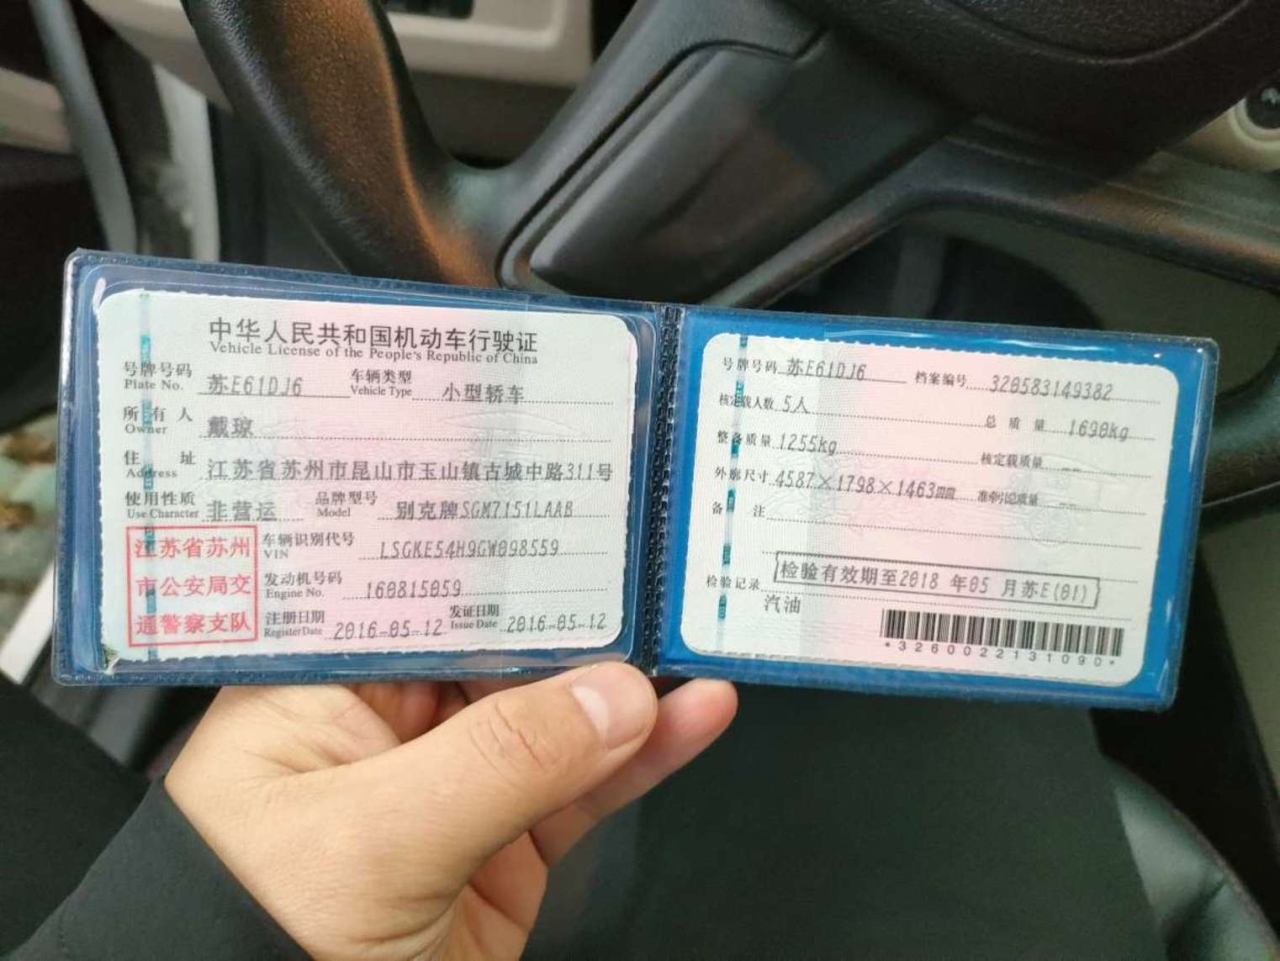 中华人民共和国机动车行驶证
Vehicle License of the People's Republic of China
号牌号码 苏E61DJ6 车辆类型 小型轿车
Plate No. Vehicle Type
所有人 戴琼
Owner
住址 江苏省苏州市昆山市玉山镇古城中路311号
Address
使用性质 非营运 品牌型号 别克牌SGM7151LAAB
Use Character Model
江苏省苏州
市公安局交
通警察支队
车辆识别代号 LSGKE54H9GW098559
VIN
发动机号码 160815059
Engine No.
注册日期 2016-05-12 发证日期 2016-05-12
Register Date Issue Date
号牌号码 苏E61DJ6 档案编号 320583149382
核定载人数 5人 总质量 1690kg
整备质量 1255kg 核定载质量 --
外廓尺寸 4587×1798×1463mm 准牵引总质量 --
备注
检验记录 检验有效期至2018 年05 月苏E(01)
汽油
*3260022131090*